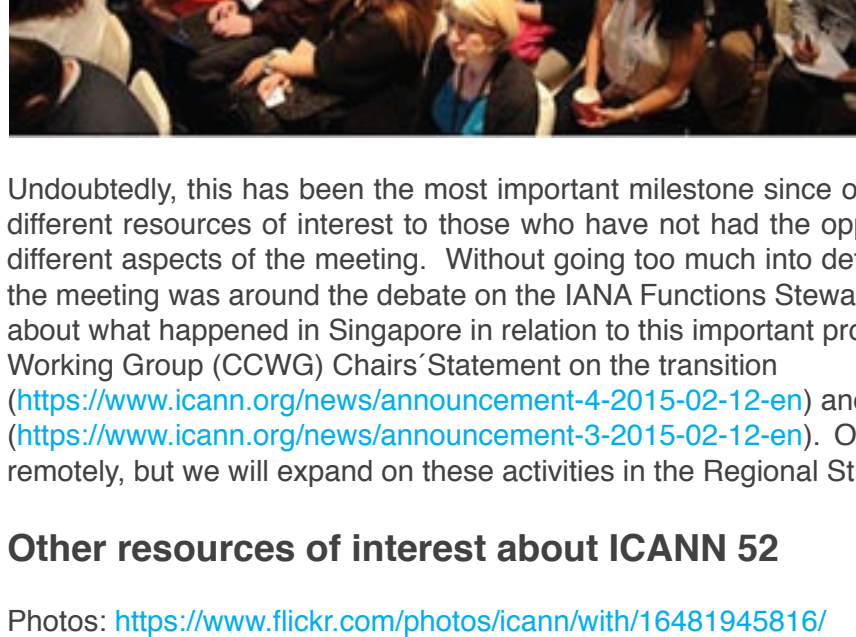 Undoubtedly, this has been the most important milestone since o
different resources of interest to those who have not had the opp
different aspects of the meeting.  Without going too much into det
the meeting was around the debate on the IANA Functions Stewa
about what happened in Singapore in relation to this important pro
Working Group (CCWG) Chairs´Statement on the transition
(https://www.icann.org/news/announcement-4-2015-02-12-en) and
(https://www.icann.org/news/announcement-3-2015-02-12-en).  O
remotely, but we will expand on these activities in the Regional St
Other resources of interest about ICANN 52
Photos: https://www.flickr.com/photos/icann/with/16481945816/